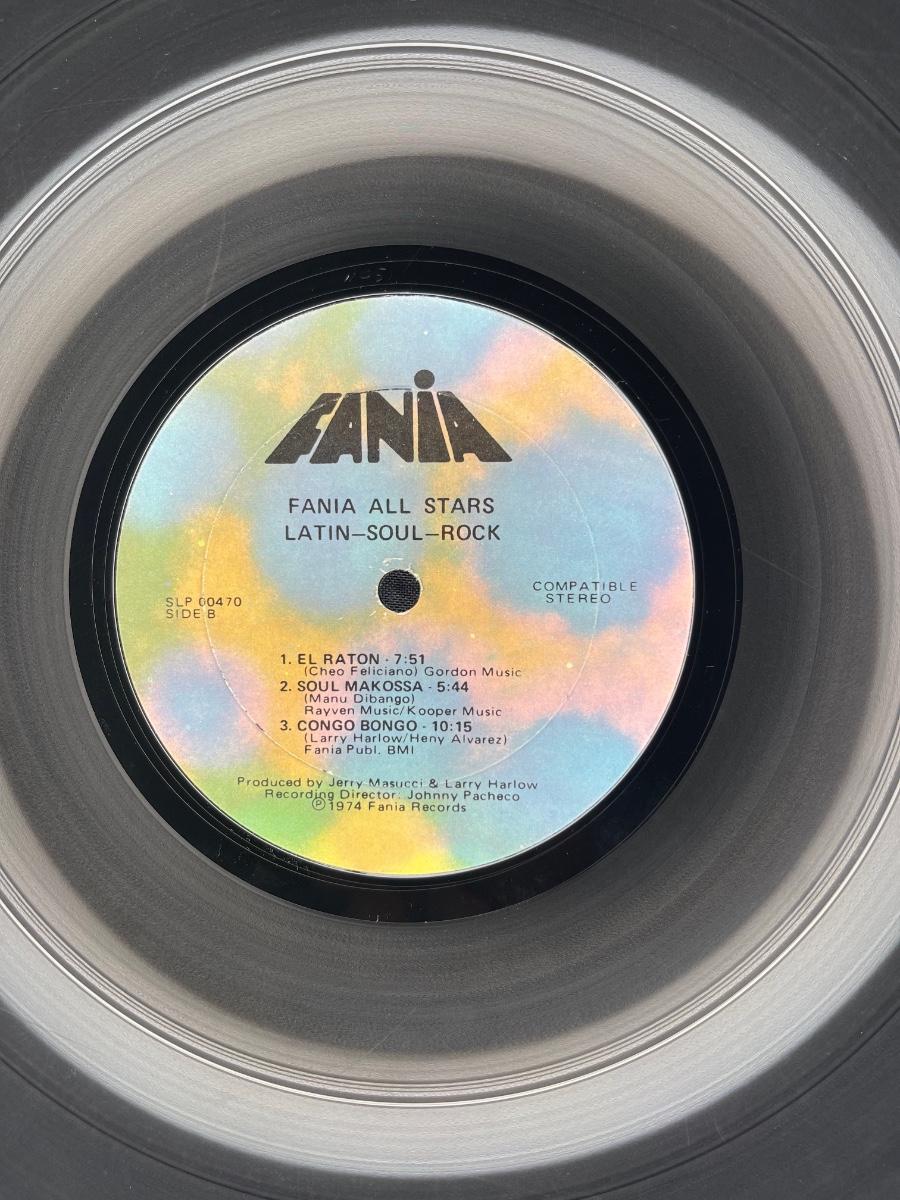 FANiA
FANIA ALL STARS
LATIN—SOUL—ROCK
SLP 00470
SIDE B
COMPATIBLE
STEREO
1. EL RATON · 7:51
(Cheo Feliciano) Gordon Music
2. SOUL MAKOSSA · 5:44
(Manu Dibango)
Rayven Music/Kooper Music
3. CONGO BONGO · 10:15
(Larry Harlow/Heny Alvarez)
Fania Publ. BMI
Produced by Jerry Masucci & Larry Harlow
Recording Director: Johnny Pacheco
Ⓟ1974 Fania Records